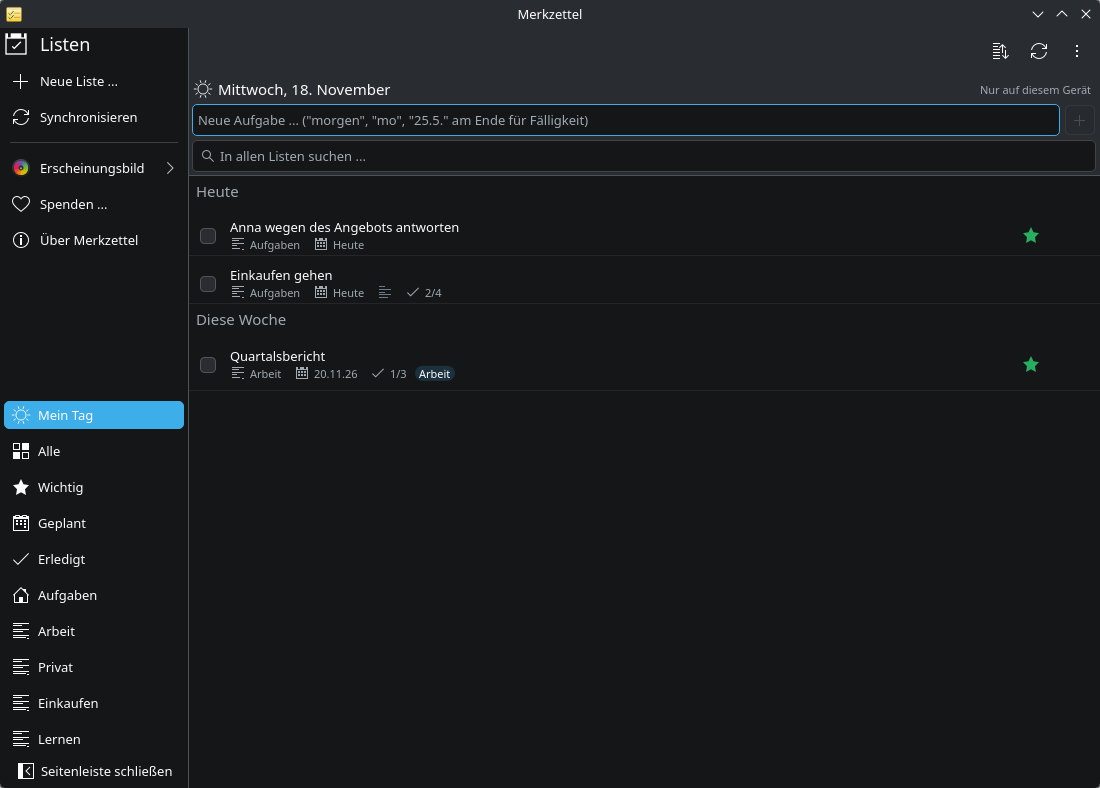 Merkzettel
Listen
Neue Liste ...
Synchronisieren
Erscheinungsbild
Spenden ...
Über Merkzettel
Mein Tag
Alle
Wichtig
Geplant
Erledigt
Aufgaben
Arbeit
Privat
Einkaufen
Lernen
Seitenleiste schließen
Mittwoch, 18. November
Nur auf diesem Gerät
Neue Aufgabe ... ("morgen", "mo", "25.5." am Ende für Fälligkeit)
In allen Listen suchen ...
Heute
Anna wegen des Angebots antworten
Aufgaben Heute
Einkaufen gehen
Aufgaben Heute 2/4
Diese Woche
Quartalsbericht
Arbeit 20.11.26 1/3 Arbeit